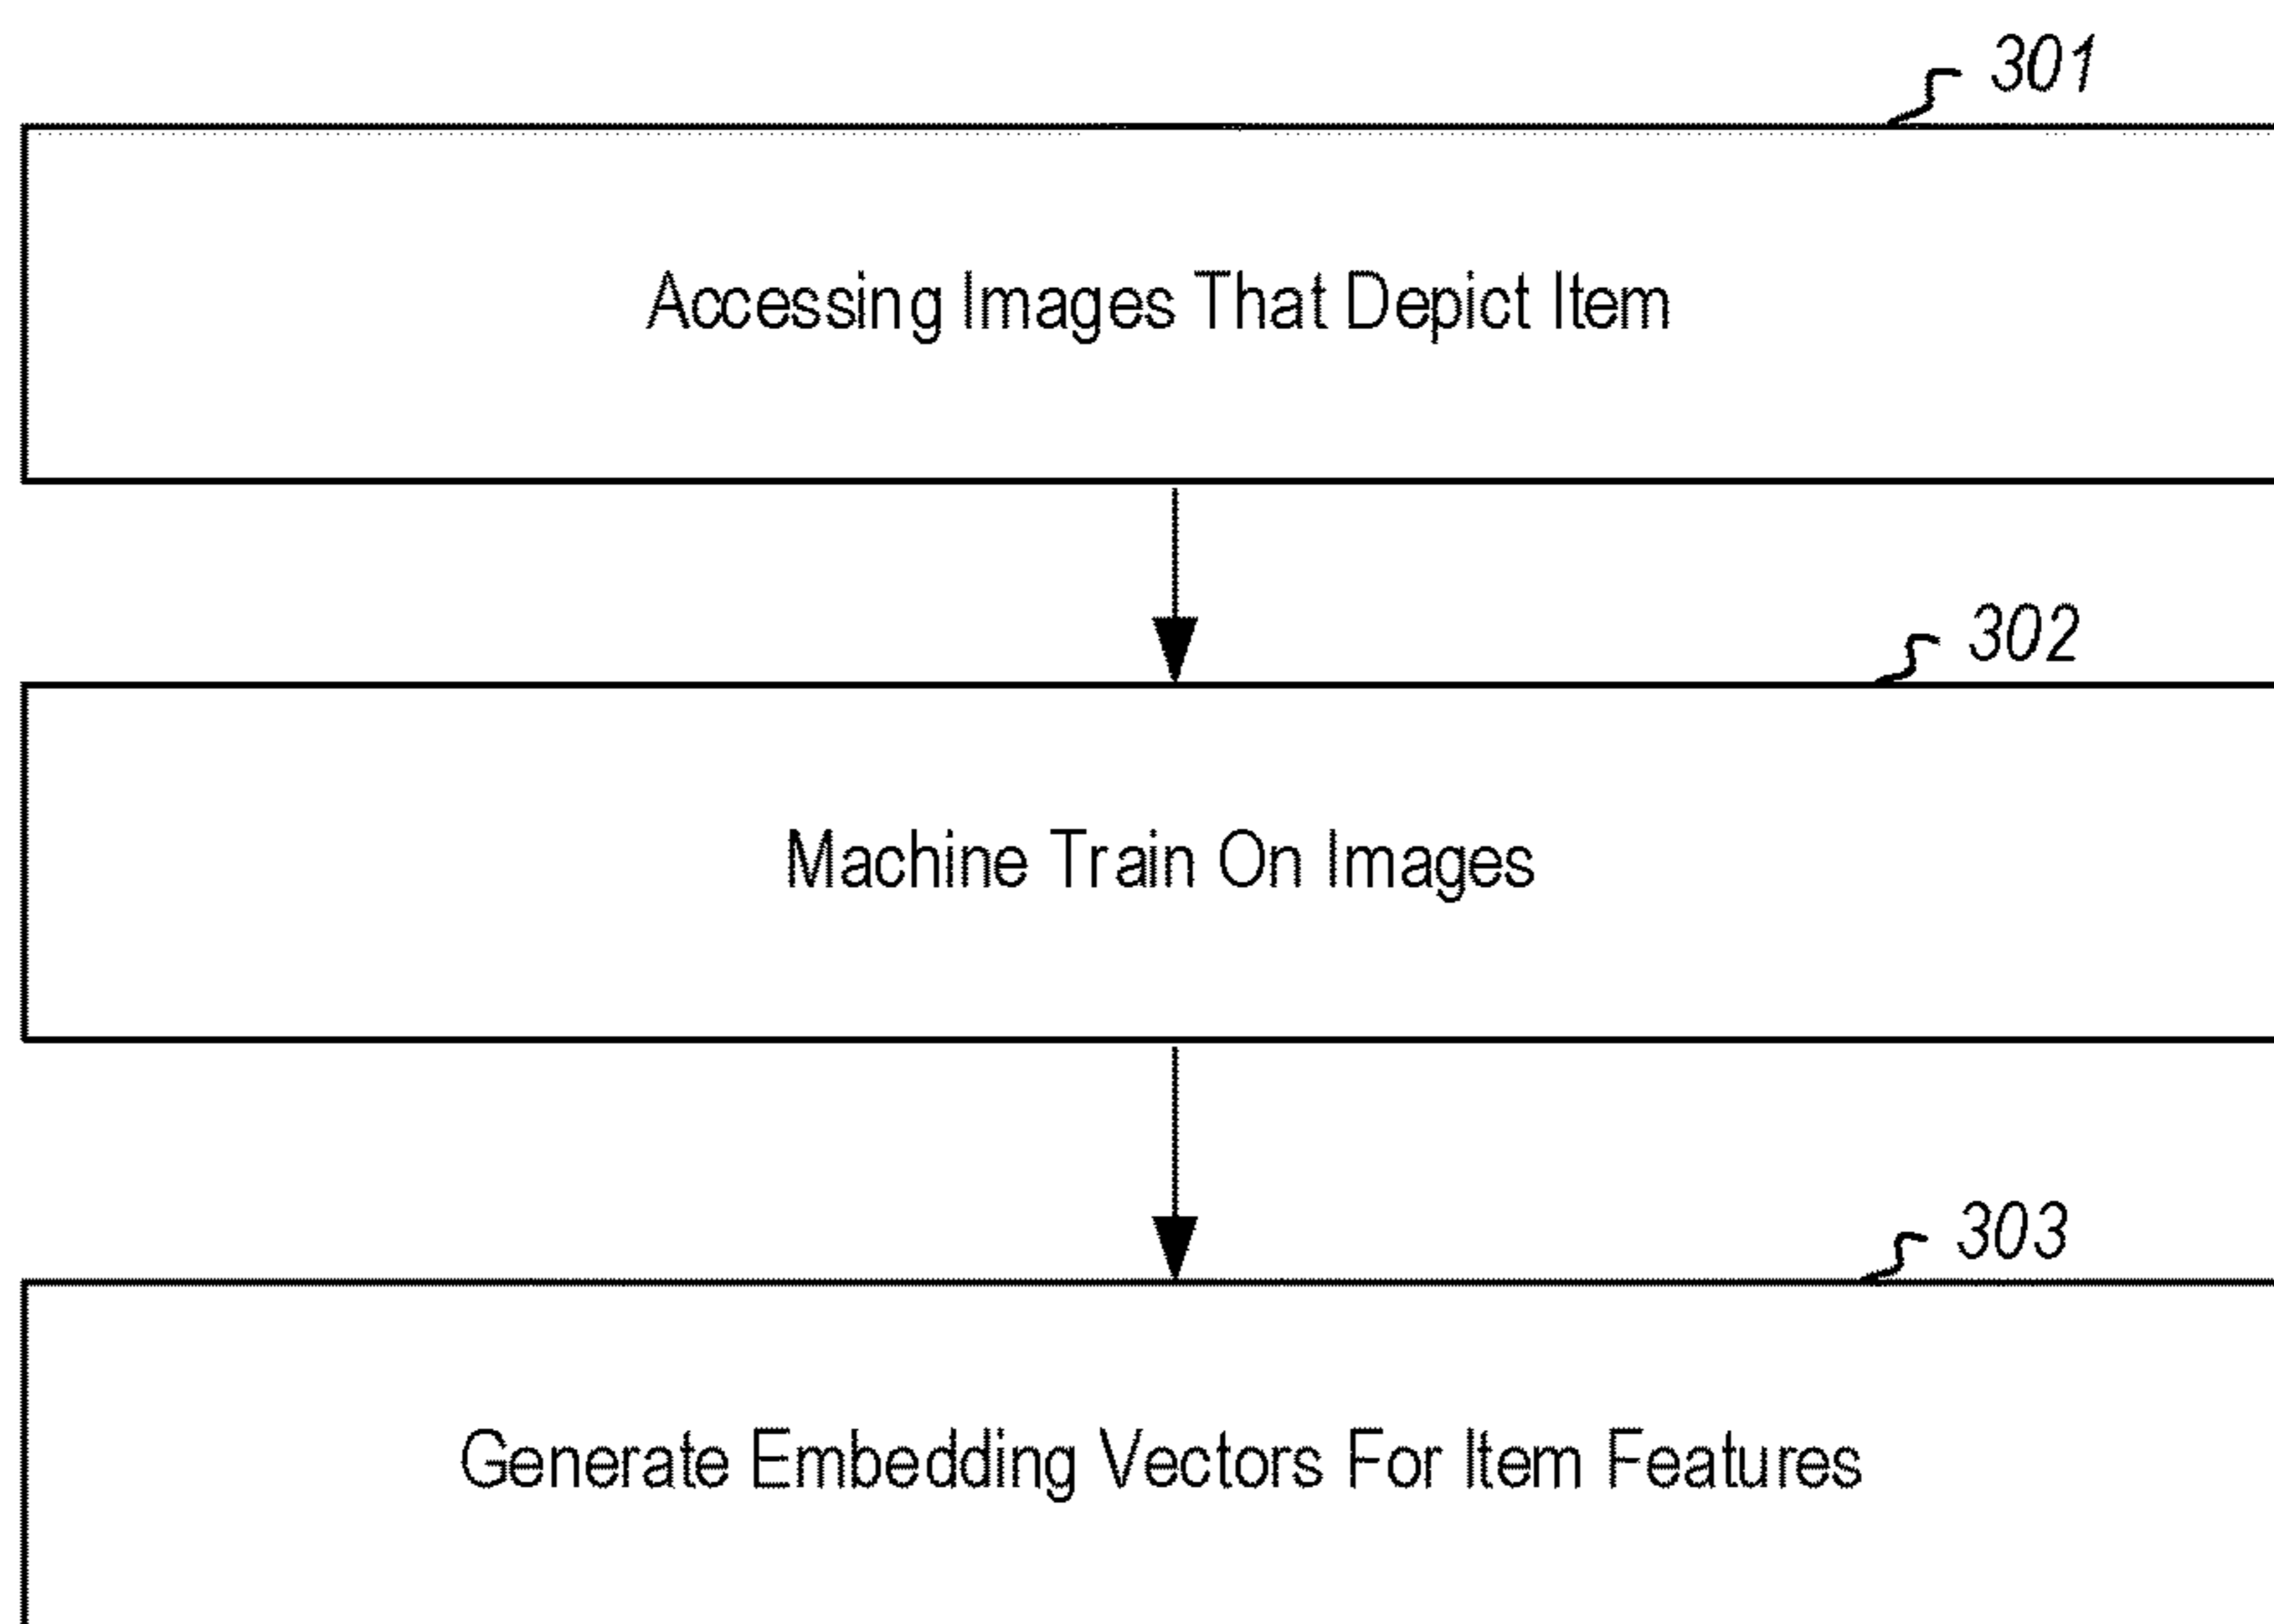 301
Accessing Images That Depict Item
302
Machine Train On Images
303
Generate Embedding Vectors For Item Features